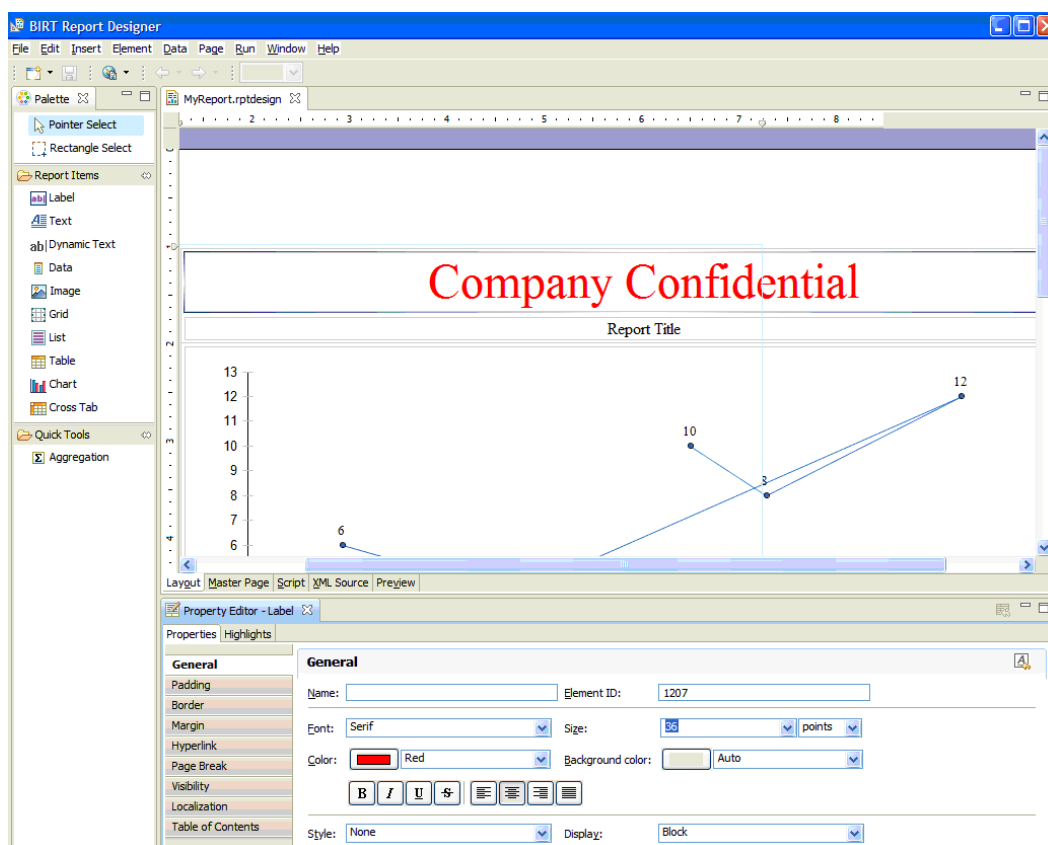 BIRT Report Designer
File Edit Insert Element Data Page Run Window Help
Palette
MyReport.rptdesign
Pointer Select
Rectangle Select
Report Items
Label
Text
Dynamic Text
Data
Image
Grid
List
Table
Chart
Cross Tab
Quick Tools
Σ Aggregation
2 3 4 5 6 7 8
0
1
2
3
4
Company Confidential
Report Title
13
12
11
10
9
8
7
6
12
10
8
6
Layout Master Page Script XML Source Preview
Property Editor - Label
Properties Highlights
General
Padding
Border
Margin
Hyperlink
Page Break
Visibility
Localization
Table of Contents
General
Name: Element ID: 1207
Font: Serif Size: 36 points
Color: Red Background color: Auto
B I U S
Style: None Display: Block